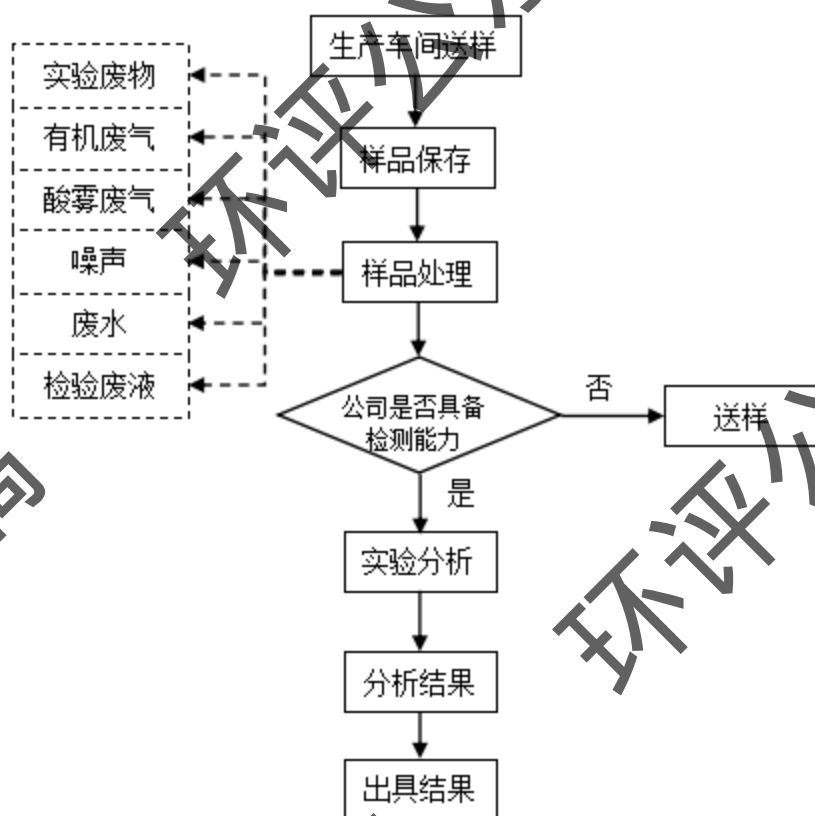 生产车间送样
实验废物
有机废气
酸雾废气
噪声
废水
检验废液
样品保存
样品处理
公司是否具备
检测能力
否
送样
是
实验分析
分析结果
出具结果
环评公
环评公